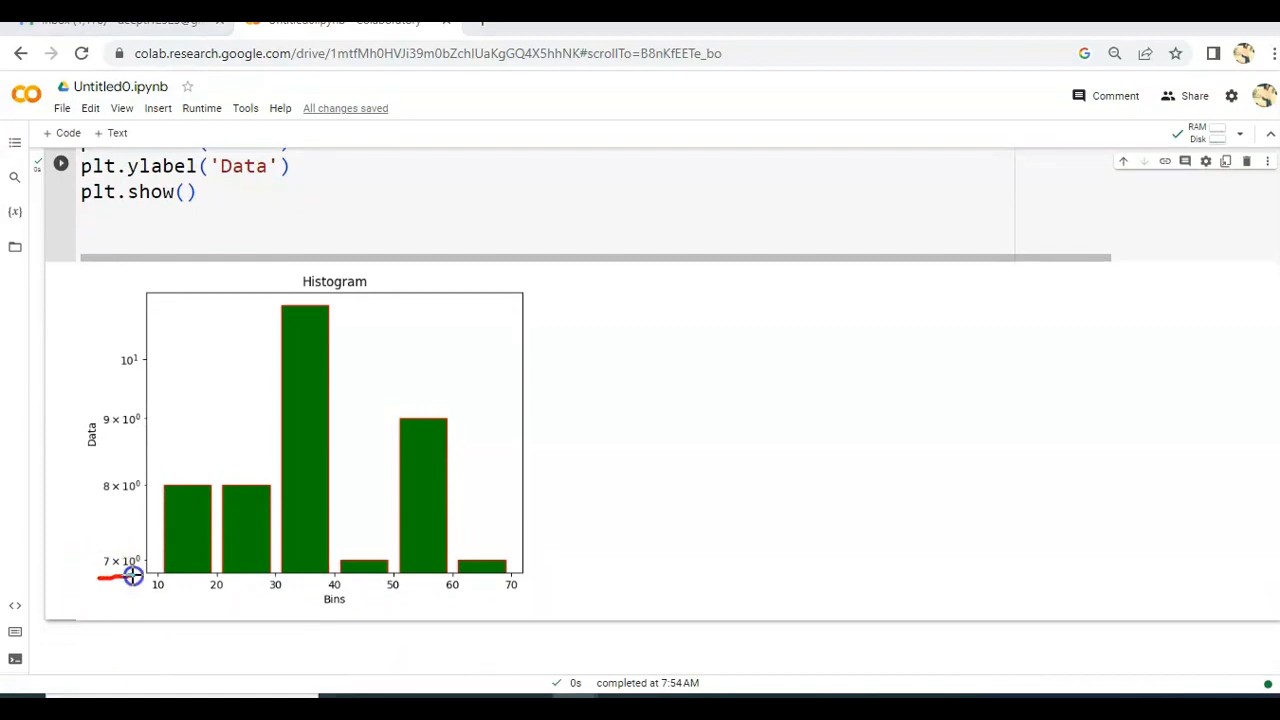 colab.research.google.com/drive/1mtfMh0HVJi39m0bZchIUaKgGQ4X5hhNK#scrollTo=B8nKfEETe_bo
Untitled0.ipynb
File Edit View Insert Runtime Tools Help All changes saved
Comment Share
+ Code + Text
RAM
Disk
{x}
0s
plt.ylabel('Data')
plt.show()
Histogram
10¹
9 × 10⁰
8 × 10⁰
7 × 10⁰
Data
10 20 30 40 50 60 70
Bins
0s completed at 7:54 AM